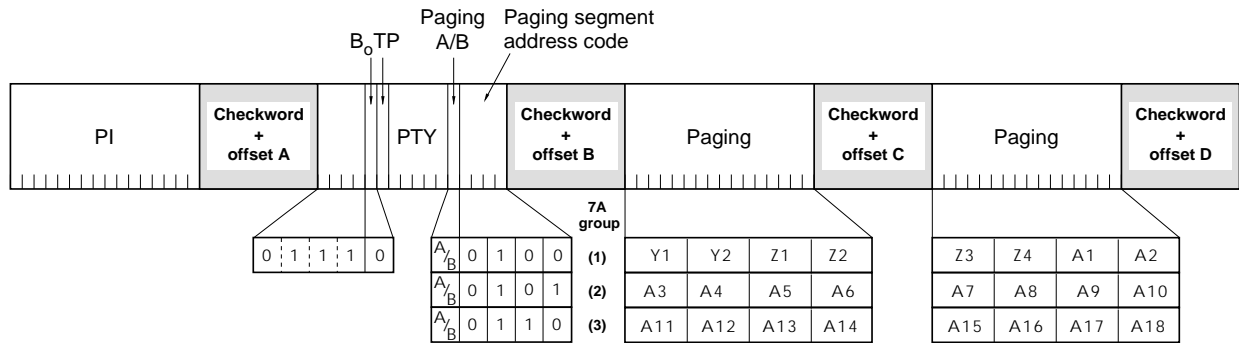 Paging A/B
Paging segment address code
BoTP
PI
Checkword + offset A
PTY
Checkword + offset B
Paging
Checkword + offset C
Paging
Checkword + offset D
7A group
0 1 1 1 0
A/B 0 1 0 0 (1) Y1 Y2 Z1 Z2 Z3 Z4 A1 A2
A/B 0 1 0 1 (2) A3 A4 A5 A6 A7 A8 A9 A10
A/B 0 1 1 0 (3) A11 A12 A13 A14 A15 A16 A17 A18